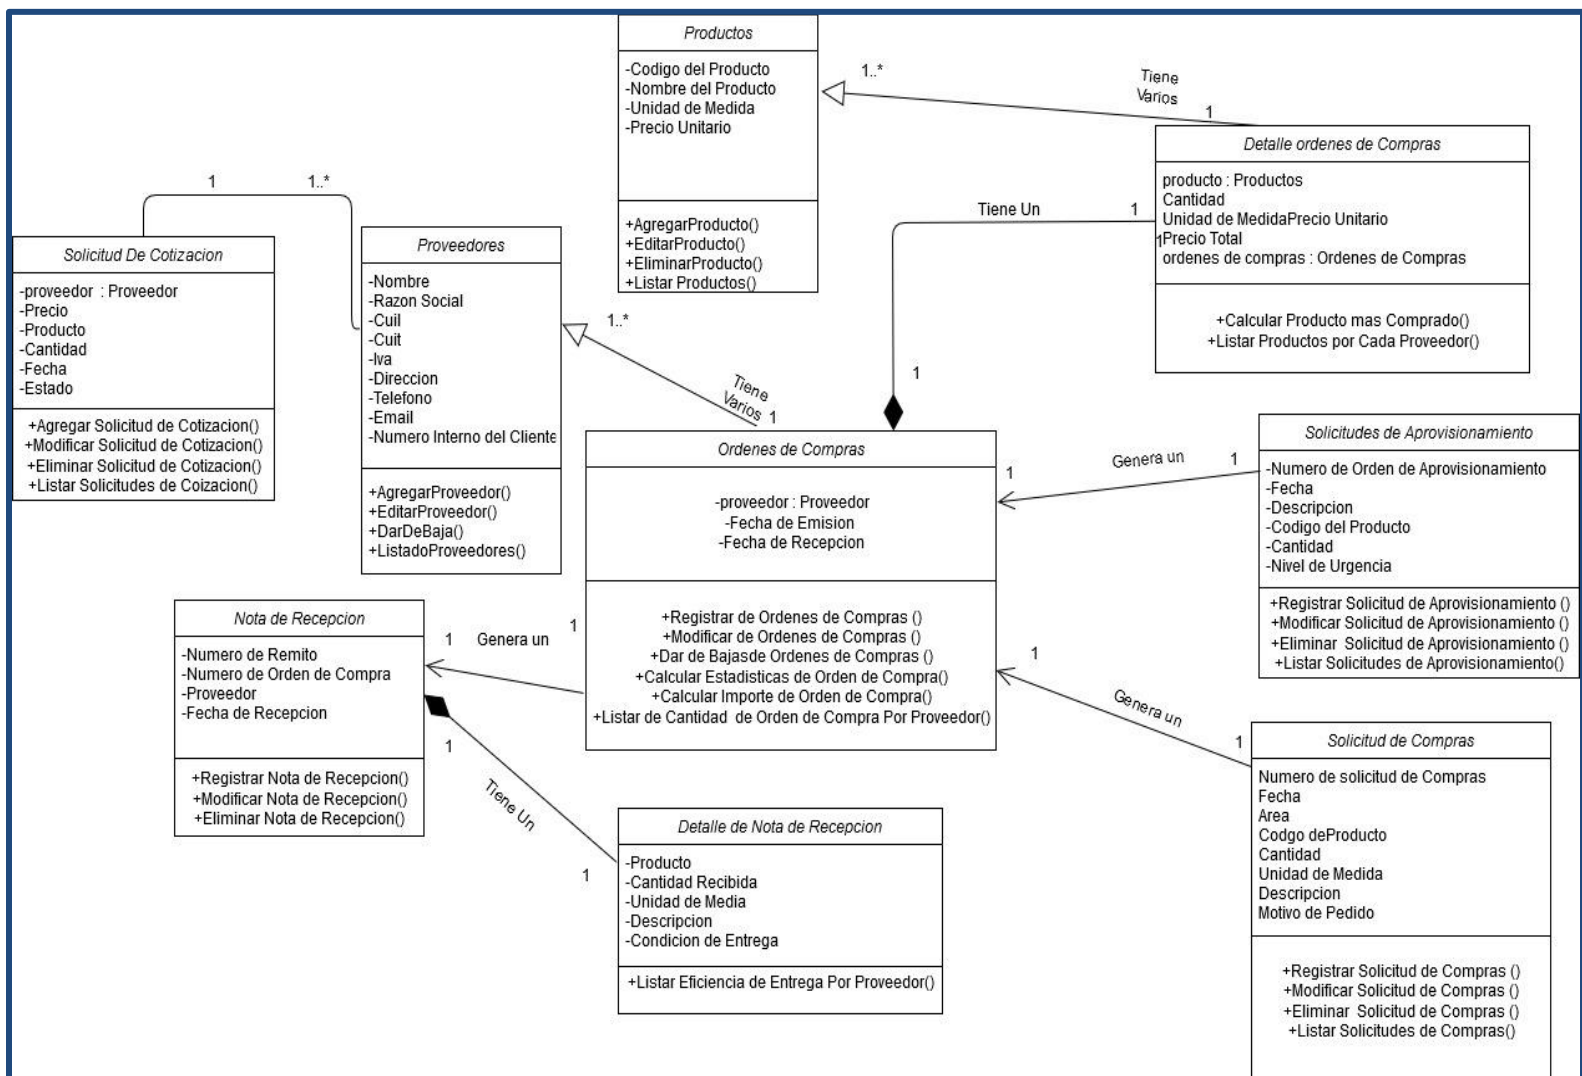 Productos
-Codigo del Producto
-Nombre del Producto
-Unidad de Medida
-Precio Unitario
+AgregarProducto()
+EditarProducto()
+EliminarProducto()
+Listar Productos()
1..*
Tiene
Varios
1
Detalle ordenes de Compras
producto : Productos
Cantidad
Unidad de MedidaPrecio Unitario
Precio Total
ordenes de compras : Ordenes de Compras
+Calcular Producto mas Comprado()
+Listar Productos por Cada Proveedor()
1
1..*
Solicitud De Cotizacion
-proveedor : Proveedor
-Precio
-Producto
-Cantidad
-Fecha
-Estado
+Agregar Solicitud de Cotizacion()
+Modificar Solicitud de Cotizacion()
+Eliminar Solicitud de Cotizacion()
+Listar Solicitudes de Coizacion()
Proveedores
-Nombre
-Razon Social
-Cuil
-Cuit
-Iva
-Direccion
-Telefono
-Email
-Numero Interno del Cliente
+AgregarProveedor()
+EditarProveedor()
+DarDeBaja()
+ListadoProveedores()
1..*
Tiene
Varios
1
Tiene Un
1
1
1
Ordenes de Compras
-proveedor : Proveedor
-Fecha de Emision
-Fecha de Recepcion
+Registrar de Ordenes de Compras ()
+Modificar de Ordenes de Compras ()
+Dar de Bajasde Ordenes de Compras ()
+Calcular Estadisticas de Orden de Compra()
+Calcular Importe de Orden de Compra()
+Listar de Cantidad de Orden de Compra Por Proveedor()
1
Genera un
1
Solicitudes de Aprovisionamiento
-Numero de Orden de Aprovisionamiento
-Fecha
-Descripcion
-Codigo del Producto
-Cantidad
-Nivel de Urgencia
+Registrar Solicitud de Aprovisionamiento ()
+Modificar Solicitud de Aprovisionamiento ()
+Eliminar Solicitud de Aprovisionamiento ()
+Listar Solicitudes de Aprovisionamiento()
Nota de Recepcion
-Numero de Remito
-Numero de Orden de Compra
-Proveedor
-Fecha de Recepcion
+Registrar Nota de Recepcion()
+Modificar Nota de Recepcion()
+Eliminar Nota de Recepcion()
1
Genera un
1
1
Tiene Un
1
Detalle de Nota de Recepcion
-Producto
-Cantidad Recibida
-Unidad de Media
-Descripcion
-Condicion de Entrega
+Listar Eficiencia de Entrega Por Proveedor()
1
Genera un
1
Solicitud de Compras
Numero de solicitud de Compras
Fecha
Area
Codgo deProducto
Cantidad
Unidad de Medida
Descripcion
Motivo de Pedido
+Registrar Solicitud de Compras ()
+Modificar Solicitud de Compras ()
+Eliminar Solicitud de Compras ()
+Listar Solicitudes de Compras()